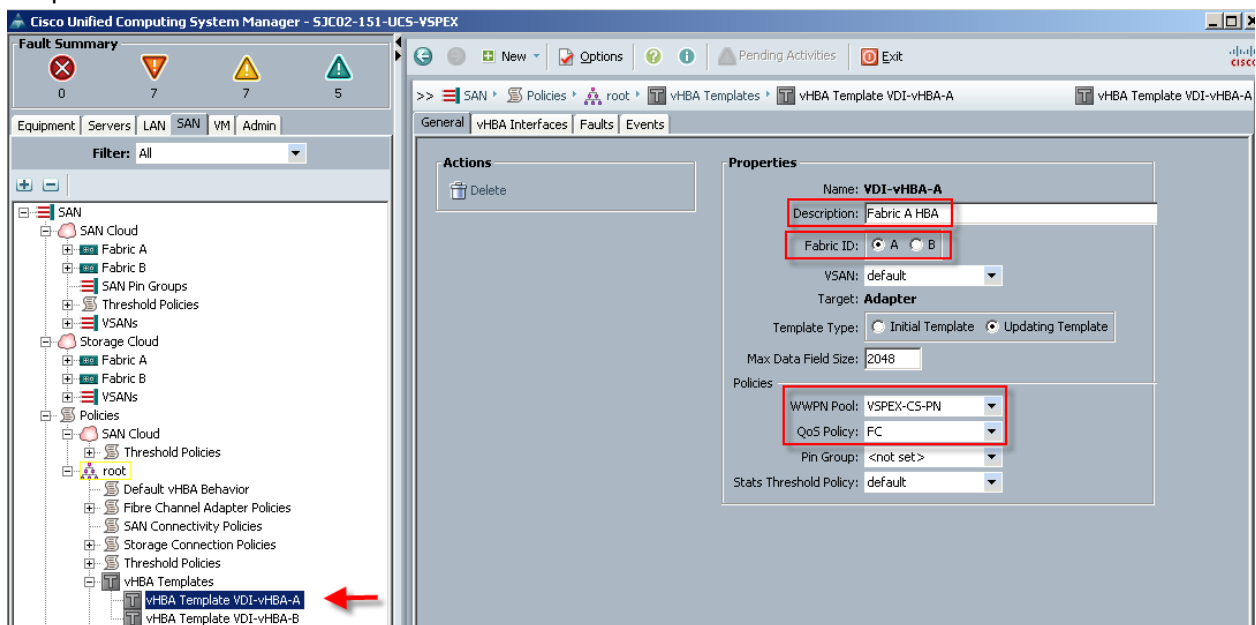 Cisco Unified Computing System Manager - SJC02-151-UCS-VSPEX
Fault Summary
0 7 7 5
New Options Pending Activities Exit
CISCO
>> SAN Policies root vHBA Templates vHBA Template VDI-vHBA-A vHBA Template VDI-vHBA-A
Equipment Servers LAN SAN VM Admin
Filter: All
SAN
SAN Cloud
Fabric A
Fabric B
SAN Pin Groups
Threshold Policies
VSANs
Storage Cloud
Fabric A
Fabric B
VSANs
Policies
SAN Cloud
Threshold Policies
root
Default vHBA Behavior
Fibre Channel Adapter Policies
SAN Connectivity Policies
Storage Connection Policies
Threshold Policies
vHBA Templates
vHBA Template VDI-vHBA-A
vHBA Template VDI-vHBA-B
General vHBA Interfaces Faults Events
Actions
Delete
Properties
Name: VDI-vHBA-A
Description: Fabric A HBA
Fabric ID: A B
VSAN: default
Target: Adapter
Template Type: Initial Template Updating Template
Max Data Field Size: 2048
Policies
WWPN Pool: VSPEX-CS-PN
QoS Policy: FC
Pin Group: <not set>
Stats Threshold Policy: default